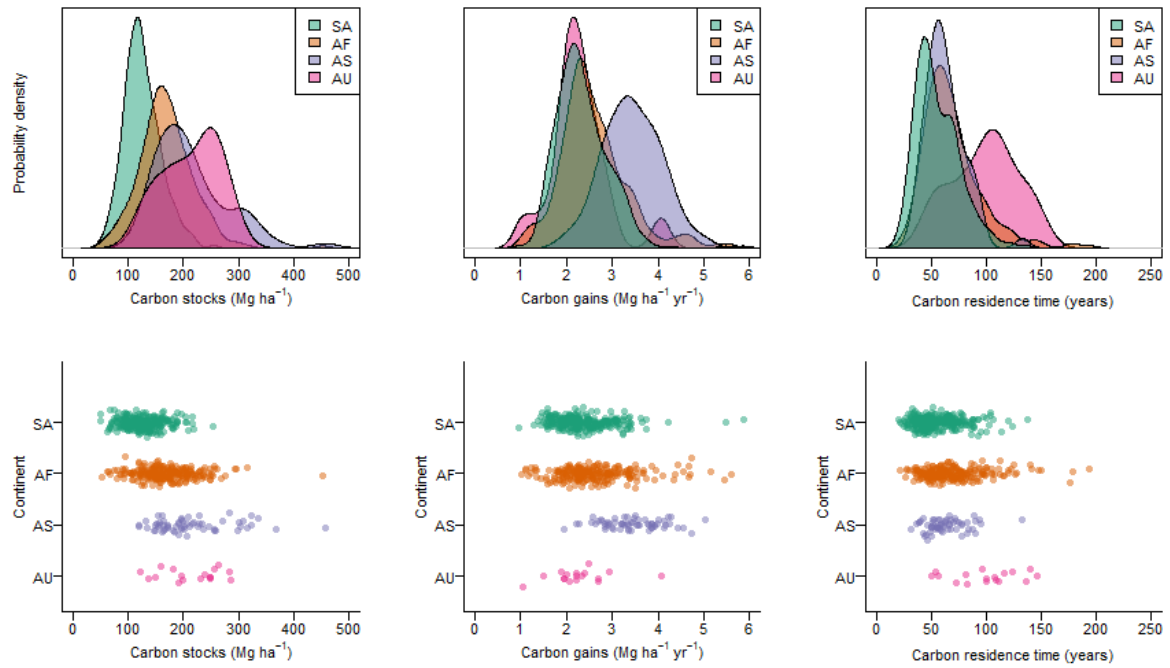 Probability density
SA
AF
AS
AU
0 100 200 300 400 500
Carbon stocks (Mg ha⁻¹)
SA
AF
AS
AU
0 1 2 3 4 5 6
Carbon gains (Mg ha⁻¹ yr⁻¹)
SA
AF
AS
AU
0 50 100 150 200 250
Carbon residence time (years)
Continent
SA
AF
AS
AU
0 100 200 300 400 500
Carbon stocks (Mg ha⁻¹)
Continent
SA
AF
AS
AU
0 1 2 3 4 5 6
Carbon gains (Mg ha⁻¹ yr⁻¹)
Continent
SA
AF
AS
AU
0 50 100 150 200 250
Carbon residence time (years)